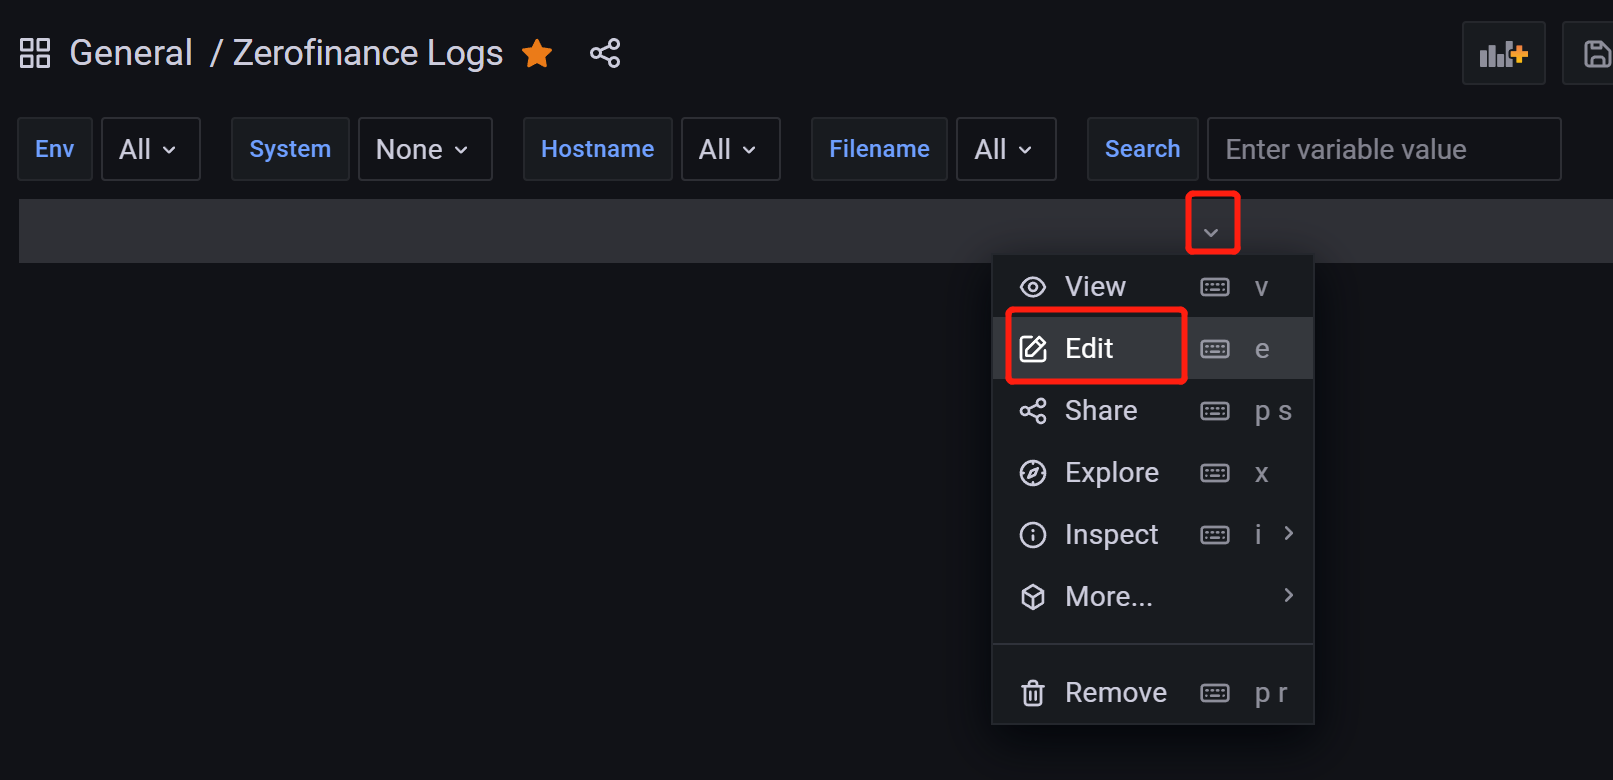 General / Zerofinance Logs
Env All System None Hostname All Filename All Search Enter variable value
View v
Edit e
Share p s
Explore x
Inspect i
More...
Remove p r